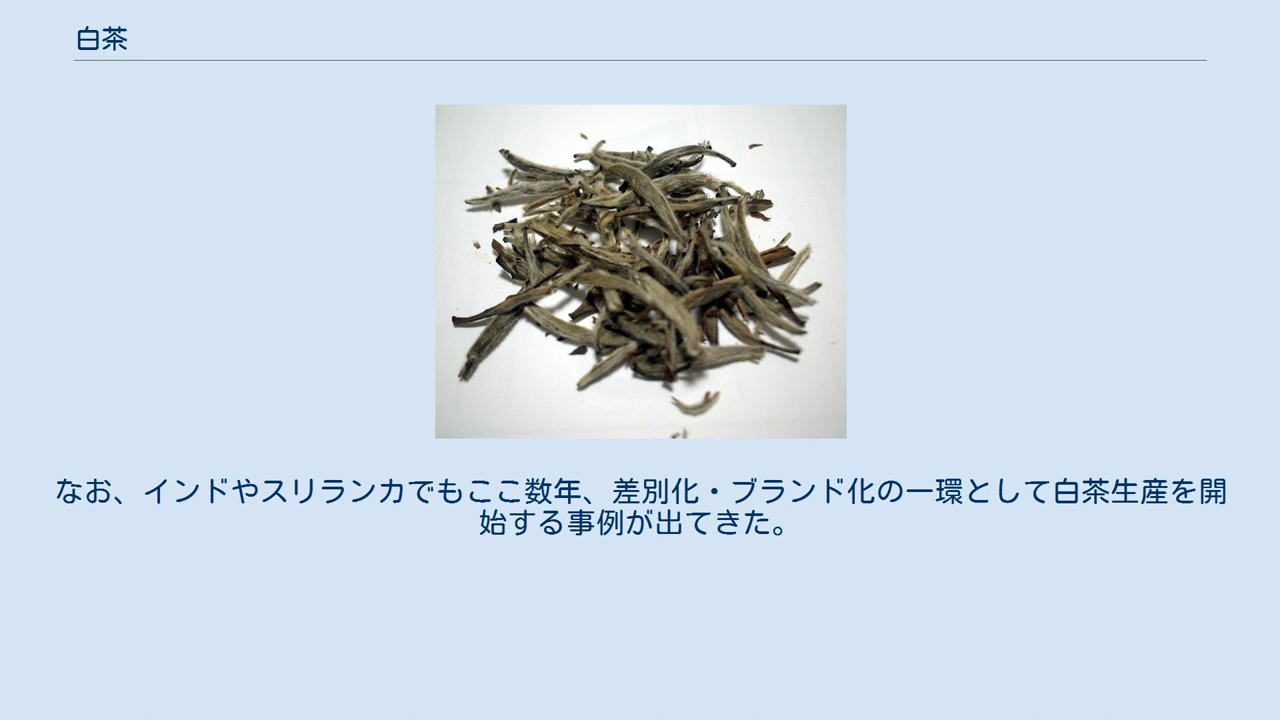 白茶
なお、インドやスリランカでもここ数年、差別化・ブランド化の一環として白茶生産を開
始する事例が出てきた。